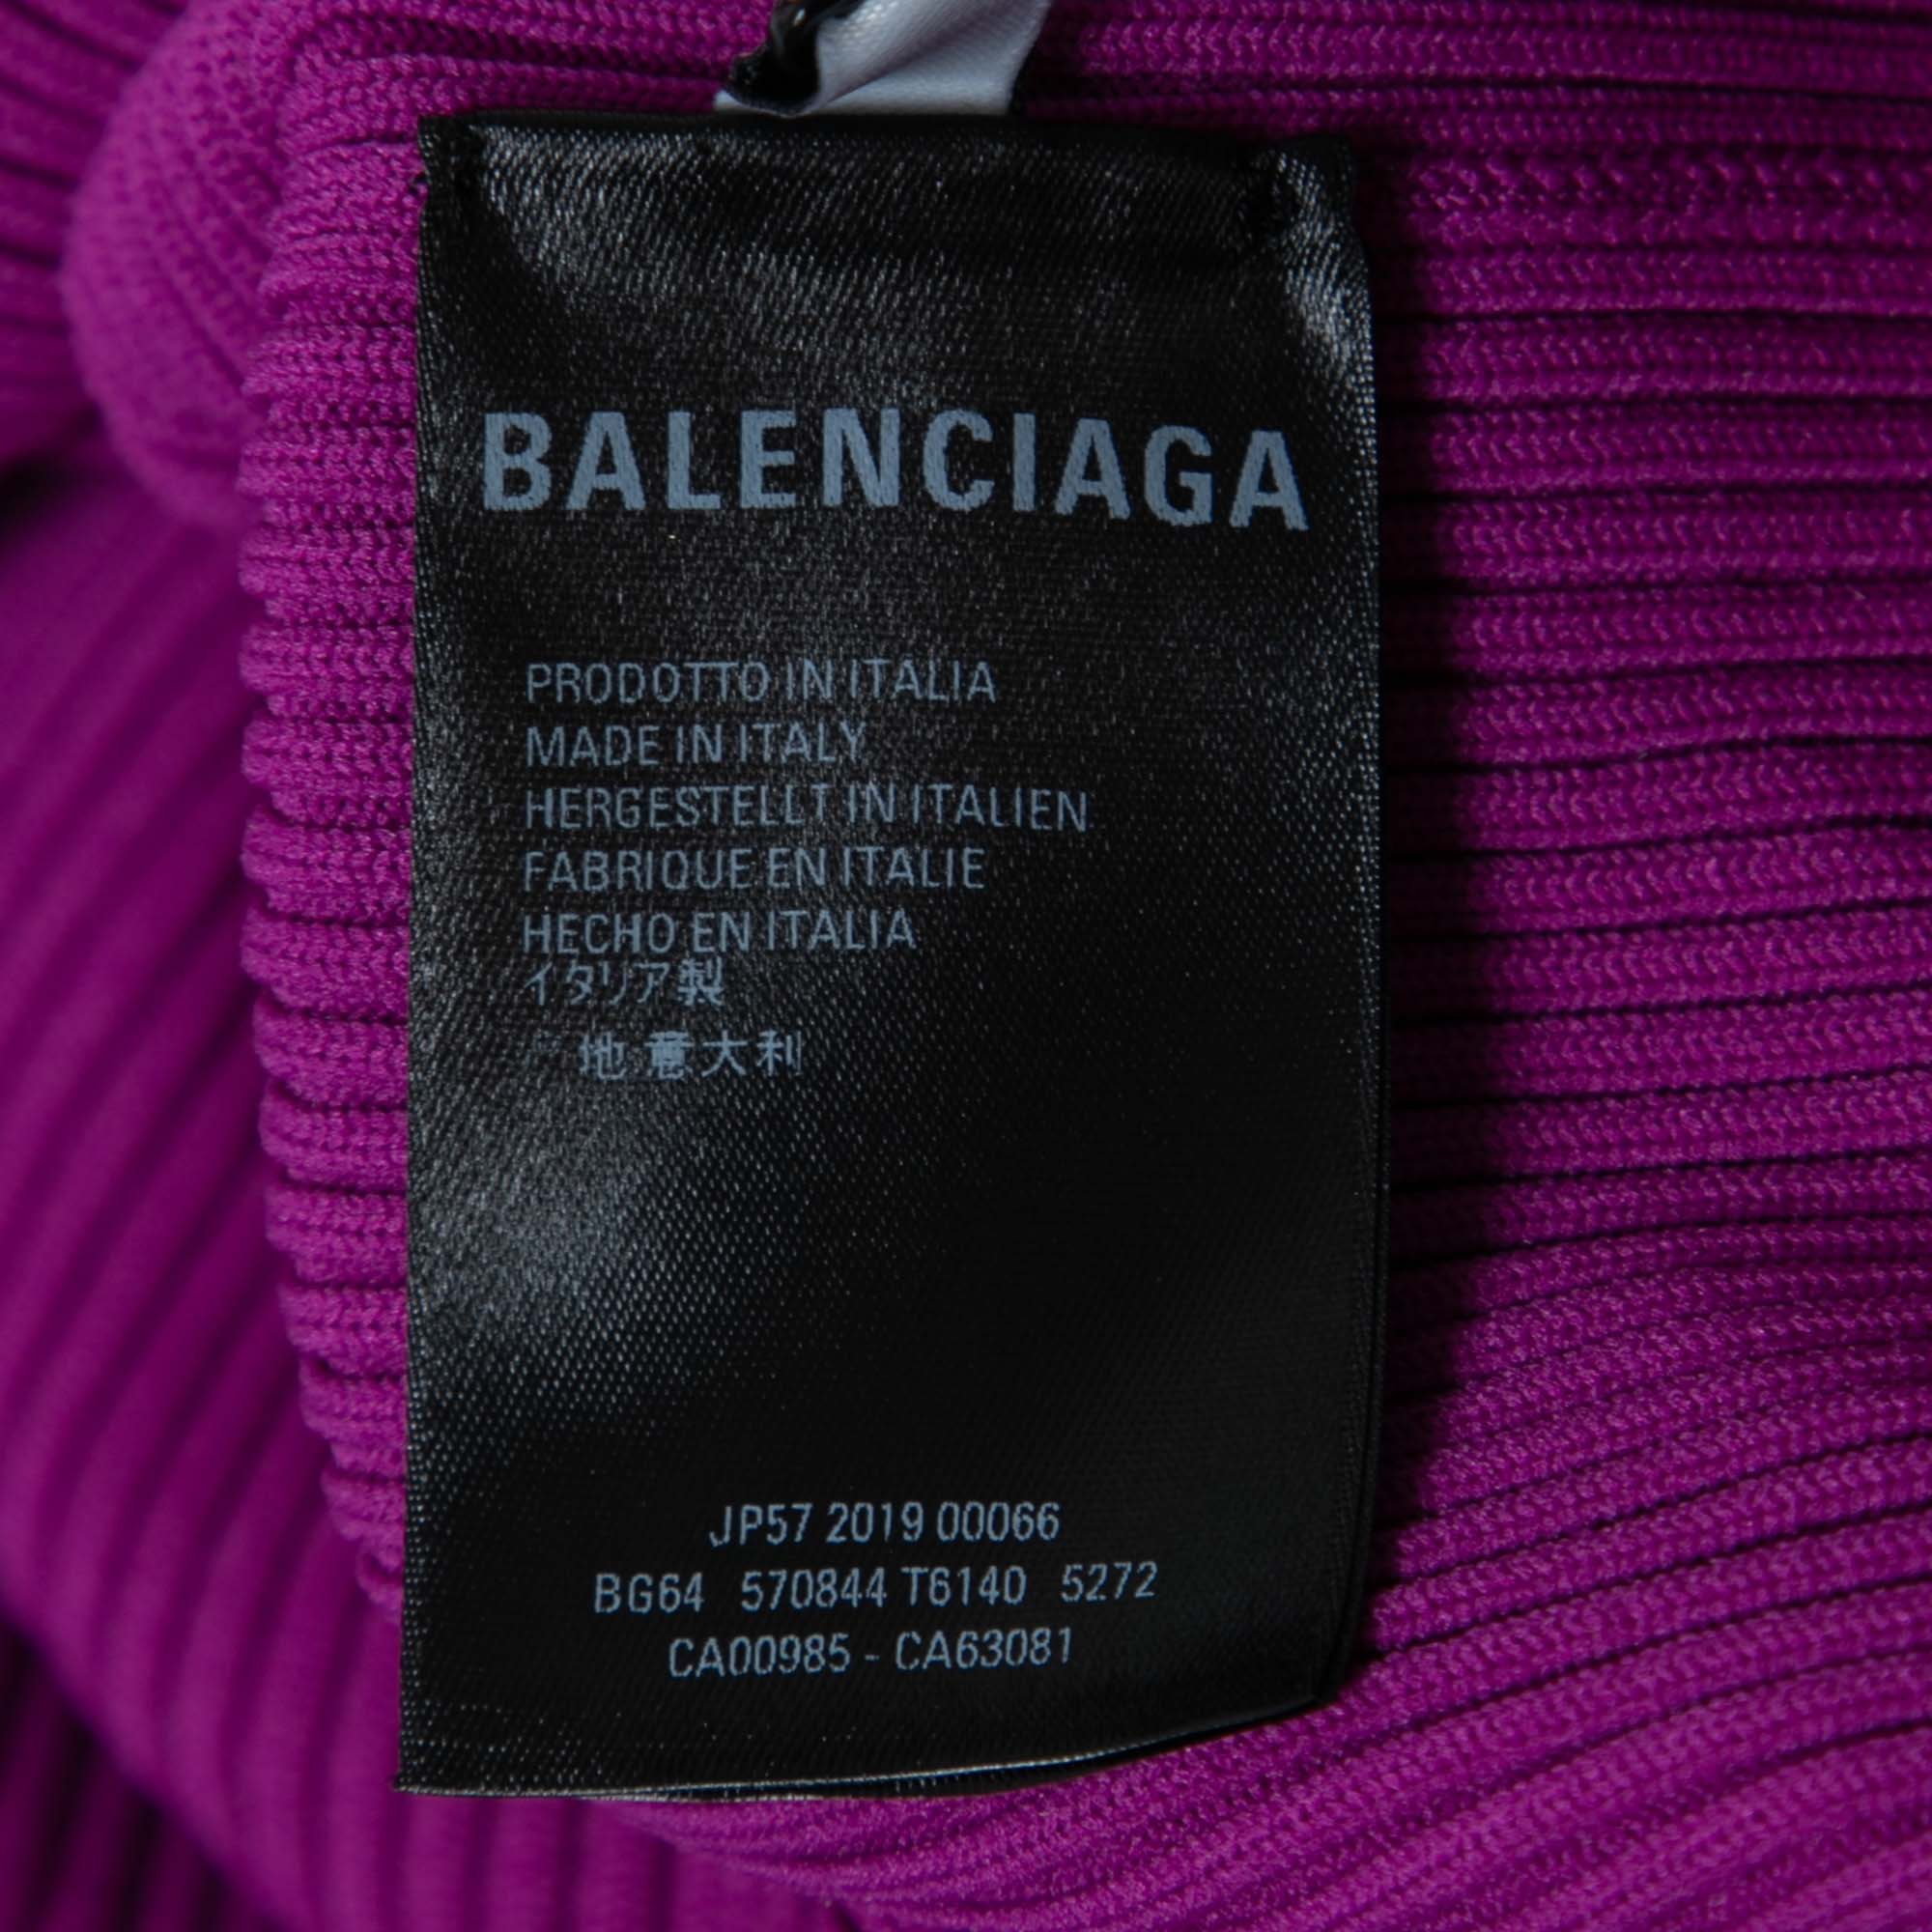 BALENCIAGA
PRODOTTO IN ITALIA
MADE IN ITALY
HERGESTELLT IN ITALIEN
FABRIQUE EN ITALIE
HECHO EN ITALIA
イタリア製
地 意大利
JP57 2019 00066
BG64 570844 T6140 5272
CA00985 - CA63081